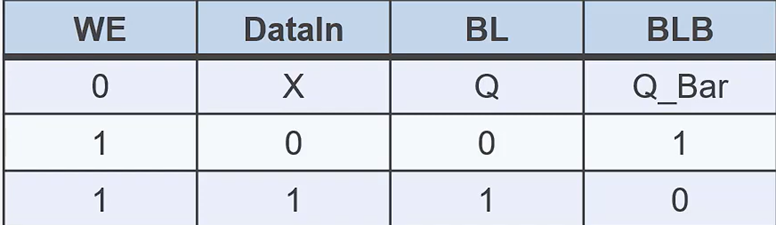 WE DataIn BL BLB
0 X Q Q_Bar
1 0 0 1
1 1 1 0